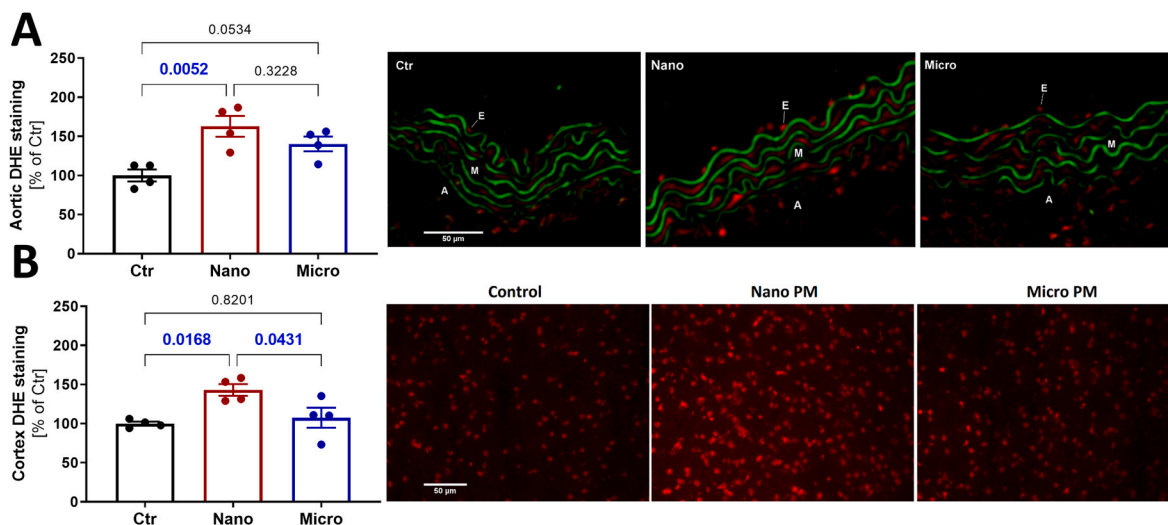 A
0.0534
0.0052
0.3228
Aortic DHE staining
[% of Ctr]
250
200
150
100
50
0
Ctr
Nano
Micro
Ctr
E
M
A
50 µm
Nano
E
M
A
Micro
E
M
A
B
0.8201
0.0168
0.0431
Cortex DHE staining
[% of Ctr]
250
200
150
100
50
0
Ctr
Nano
Micro
Control
50 µm
Nano PM
Micro PM